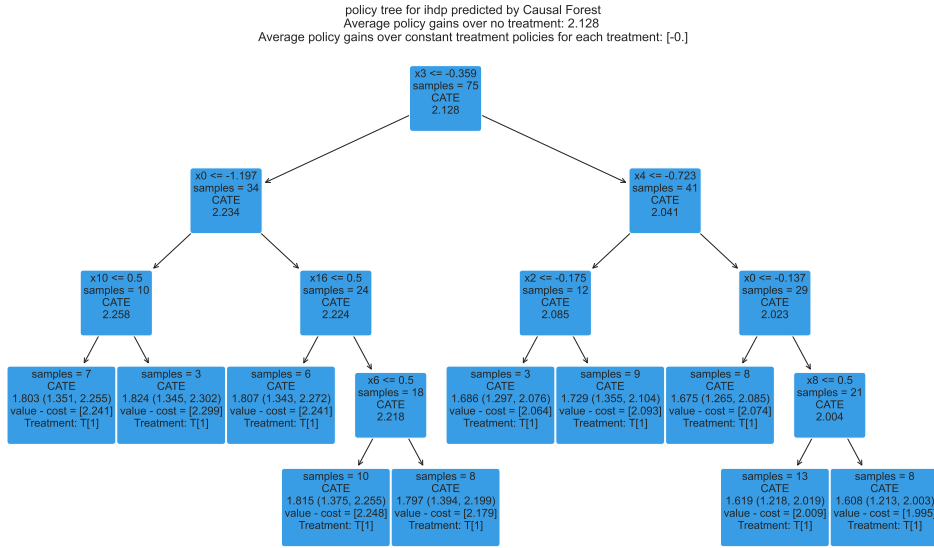 policy tree for ihdp predicted by Causal Forest
Average policy gains over no treatment: 2.128
Average policy gains over constant treatment policies for each treatment: [-0.]
x3 <= -0.359
samples = 75
CATE
2.128
x0 <= -1.197
samples = 34
CATE
2.234
x4 <= -0.723
samples = 41
CATE
2.041
x10 <= 0.5
samples = 10
CATE
2.258
x16 <= 0.5
samples = 24
CATE
2.224
x2 <= -0.175
samples = 12
CATE
2.085
x0 <= -0.137
samples = 29
CATE
2.023
samples = 7
CATE
1.803 (1.351, 2.255)
value - cost = [2.241]
Treatment: T[1]
samples = 3
CATE
1.824 (1.345, 2.302)
value - cost = [2.299]
Treatment: T[1]
samples = 6
CATE
1.807 (1.343, 2.272)
value - cost = [2.241]
Treatment: T[1]
x6 <= 0.5
samples = 18
CATE
2.218
samples = 3
CATE
1.686 (1.297, 2.076)
value - cost = [2.064]
Treatment: T[1]
samples = 9
CATE
1.729 (1.355, 2.104)
value - cost = [2.093]
Treatment: T[1]
samples = 8
CATE
1.675 (1.265, 2.085)
value - cost = [2.074]
Treatment: T[1]
x8 <= 0.5
samples = 21
CATE
2.004
samples = 10
CATE
1.815 (1.375, 2.255)
value - cost = [2.248]
Treatment: T[1]
samples = 8
CATE
1.797 (1.394, 2.199)
value - cost = [2.179]
Treatment: T[1]
samples = 13
CATE
1.619 (1.218, 2.019)
value - cost = [2.009]
Treatment: T[1]
samples = 8
CATE
1.608 (1.213, 2.003)
value - cost = [1.995]
Treatment: T[1]